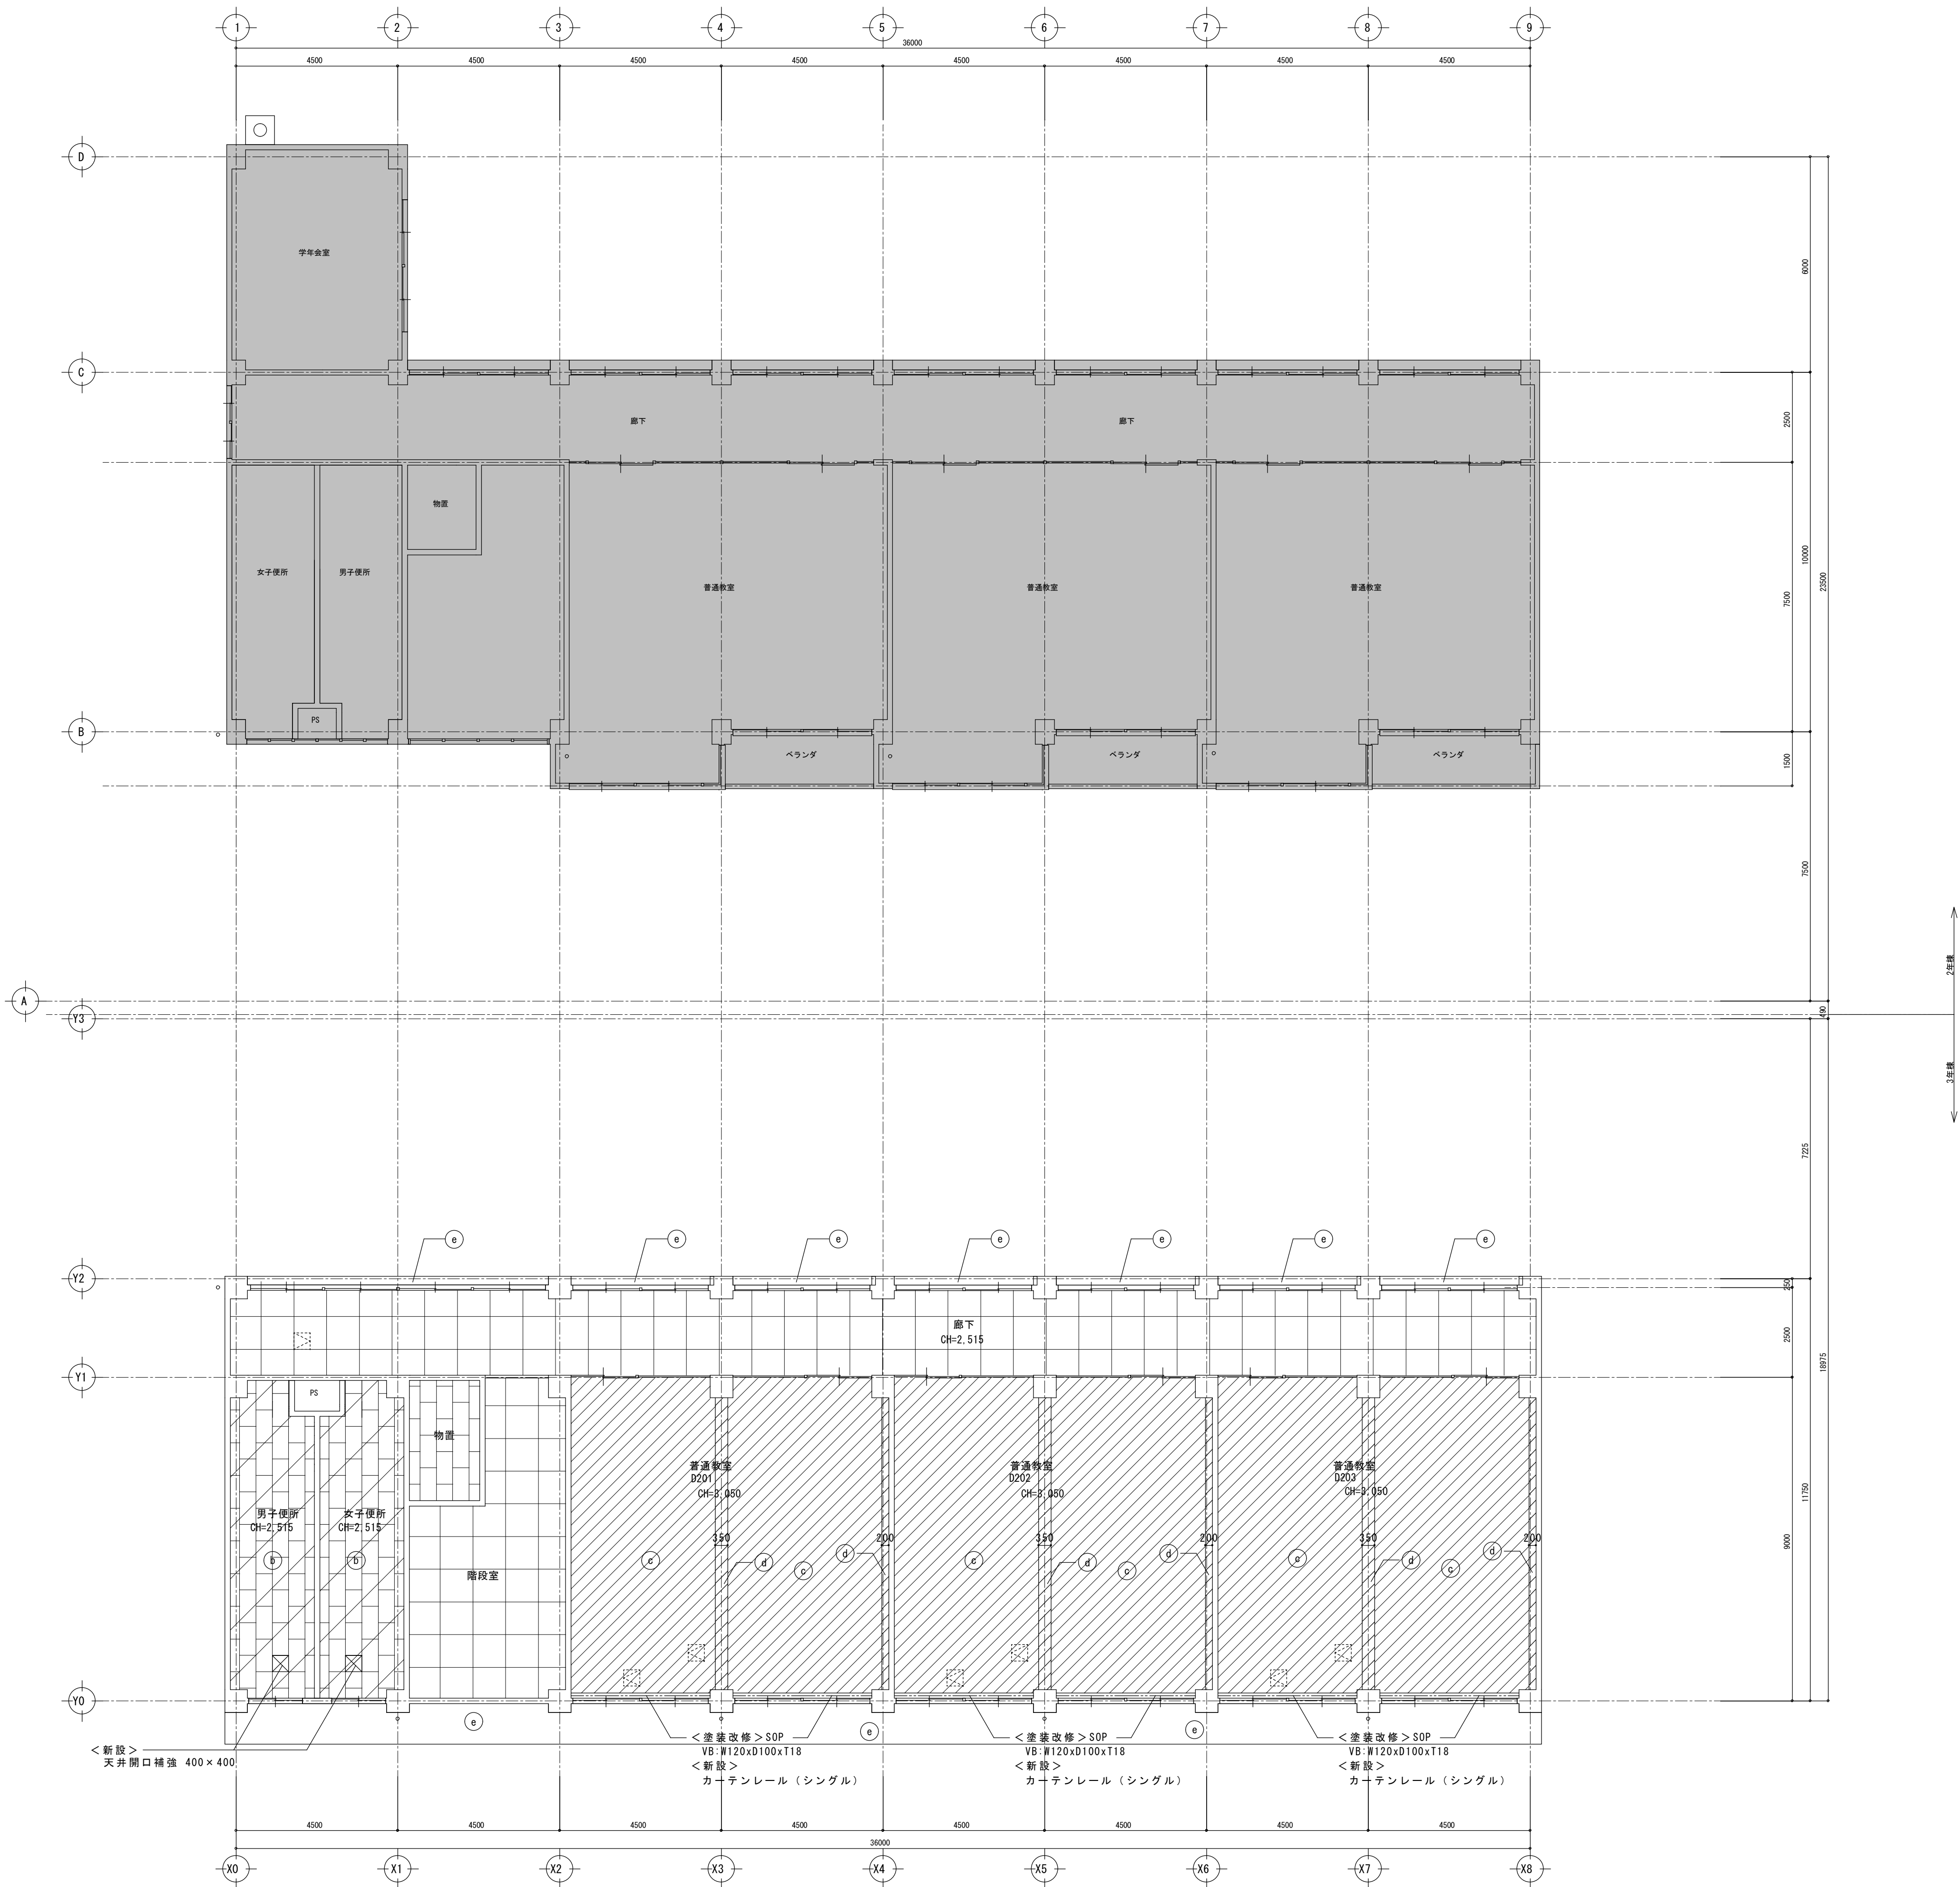 1 2 3 4 5 6 7 8 9
36000
4500 4500 4500 4500 4500 4500 4500 4500
D
学年会室
6000
C
廊下 廊下
2500
物置
女子便所 男子便所
普通教室 普通教室 普通教室
10000
7500
23500
PS
B
ベランダ ベランダ ベランダ
1500
7500
2年棟
A
490
Y3
3年棟
7225
e e e e e e e
Y2
250
廊下
CH=2,515
2500
18975
Y1
PS
物置
普通教室
D201
CH=3,050
普通教室
D202
CH=3,050
普通教室
D203
CH=3,050
11750
男子便所
CH=2,515
女子便所
CH=2,515
350 200 350 200 350 200
9000
b b
c d c d
c d c d
c d c d
階段室
Y0
e e e
＜新設＞
天井開口補強 400×400
＜塗装改修＞SOP
VB:W120xD100xT18
＜新設＞
カーテンレール（シングル）
＜塗装改修＞SOP
VB:W120xD100xT18
＜新設＞
カーテンレール（シングル）
＜塗装改修＞SOP
VB:W120xD100xT18
＜新設＞
カーテンレール（シングル）
4500 4500 4500 4500 4500 4500 4500 4500
36000
X0 X1 X2 X3 X4 X5 X6 X7 X8